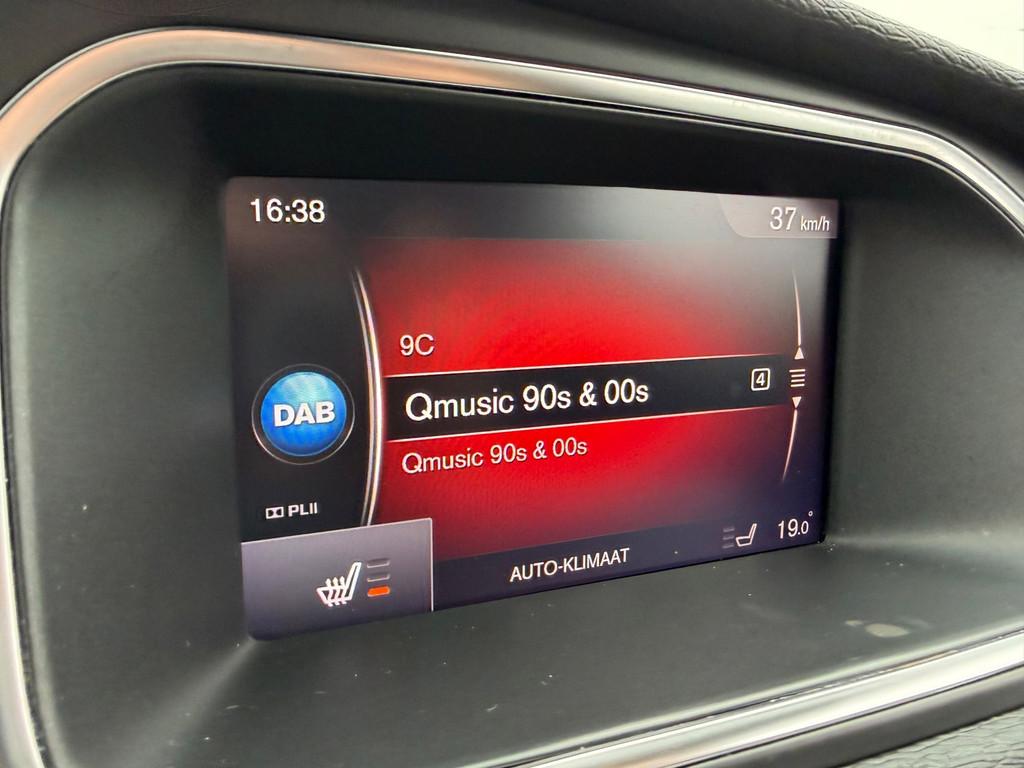 16:38
37 km/h
9C
Qmusic 90s & 00s 4
DAB
Qmusic 90s & 00s
PLII
AUTO-KLIMAAT
19.0°